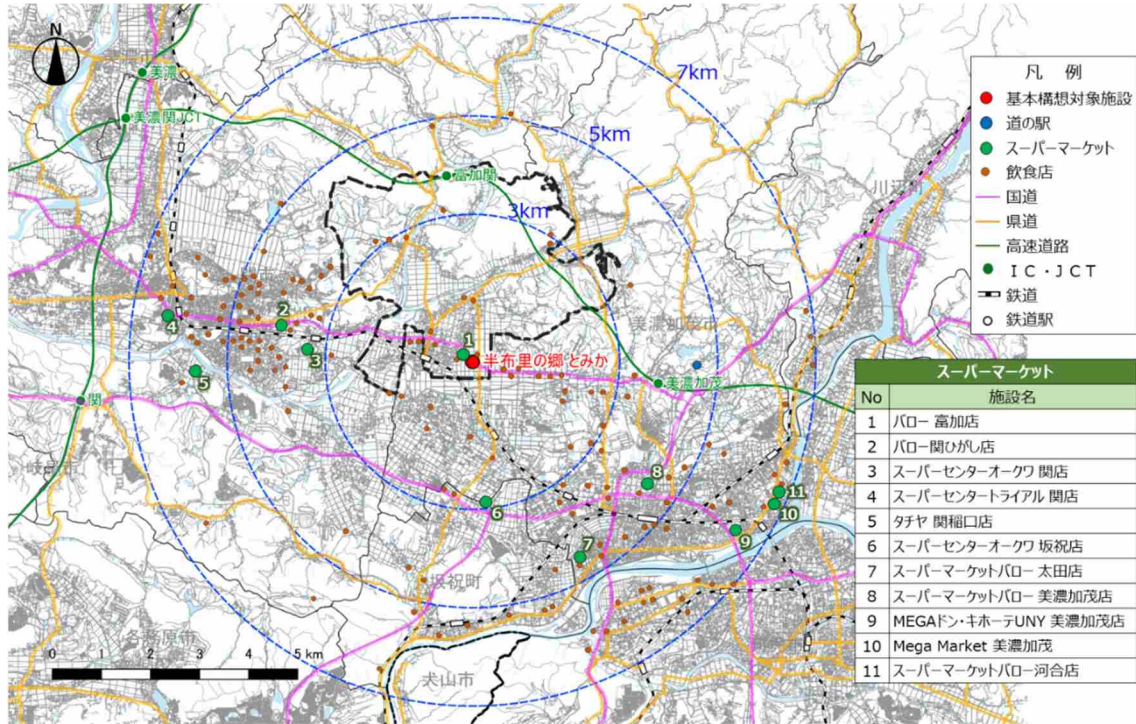 N
7km
5km
3km
美濃
美濃関JCT
富加関
川辺町
美濃加茂市
1
半布里の郷 とみか
2
3
4
5
美濃加茂
関
8
11
10
6
9
7
坂祝町
各務原市
犬山市
0 1 2 3 4 5 km
凡 例
基本構想対象施設
道の駅
スーパーマーケット
飲食店
国道
県道
高速道路
IC・JCT
鉄道
鉄道駅
スーパーマーケット
No 施設名
1 バロー 富加店
2 バロー関ひがし店
3 スーパーセンターオークワ 関店
4 スーパーセンタートライアル 関店
5 タチヤ 関稲口店
6 スーパーセンターオークワ 坂祝店
7 スーパーマーケットバロー 太田店
8 スーパーマーケットバロー 美濃加茂店
9 MEGAドン・キホーテUNY 美濃加茂店
10 Mega Market 美濃加茂
11 スーパーマーケットバロー河合店